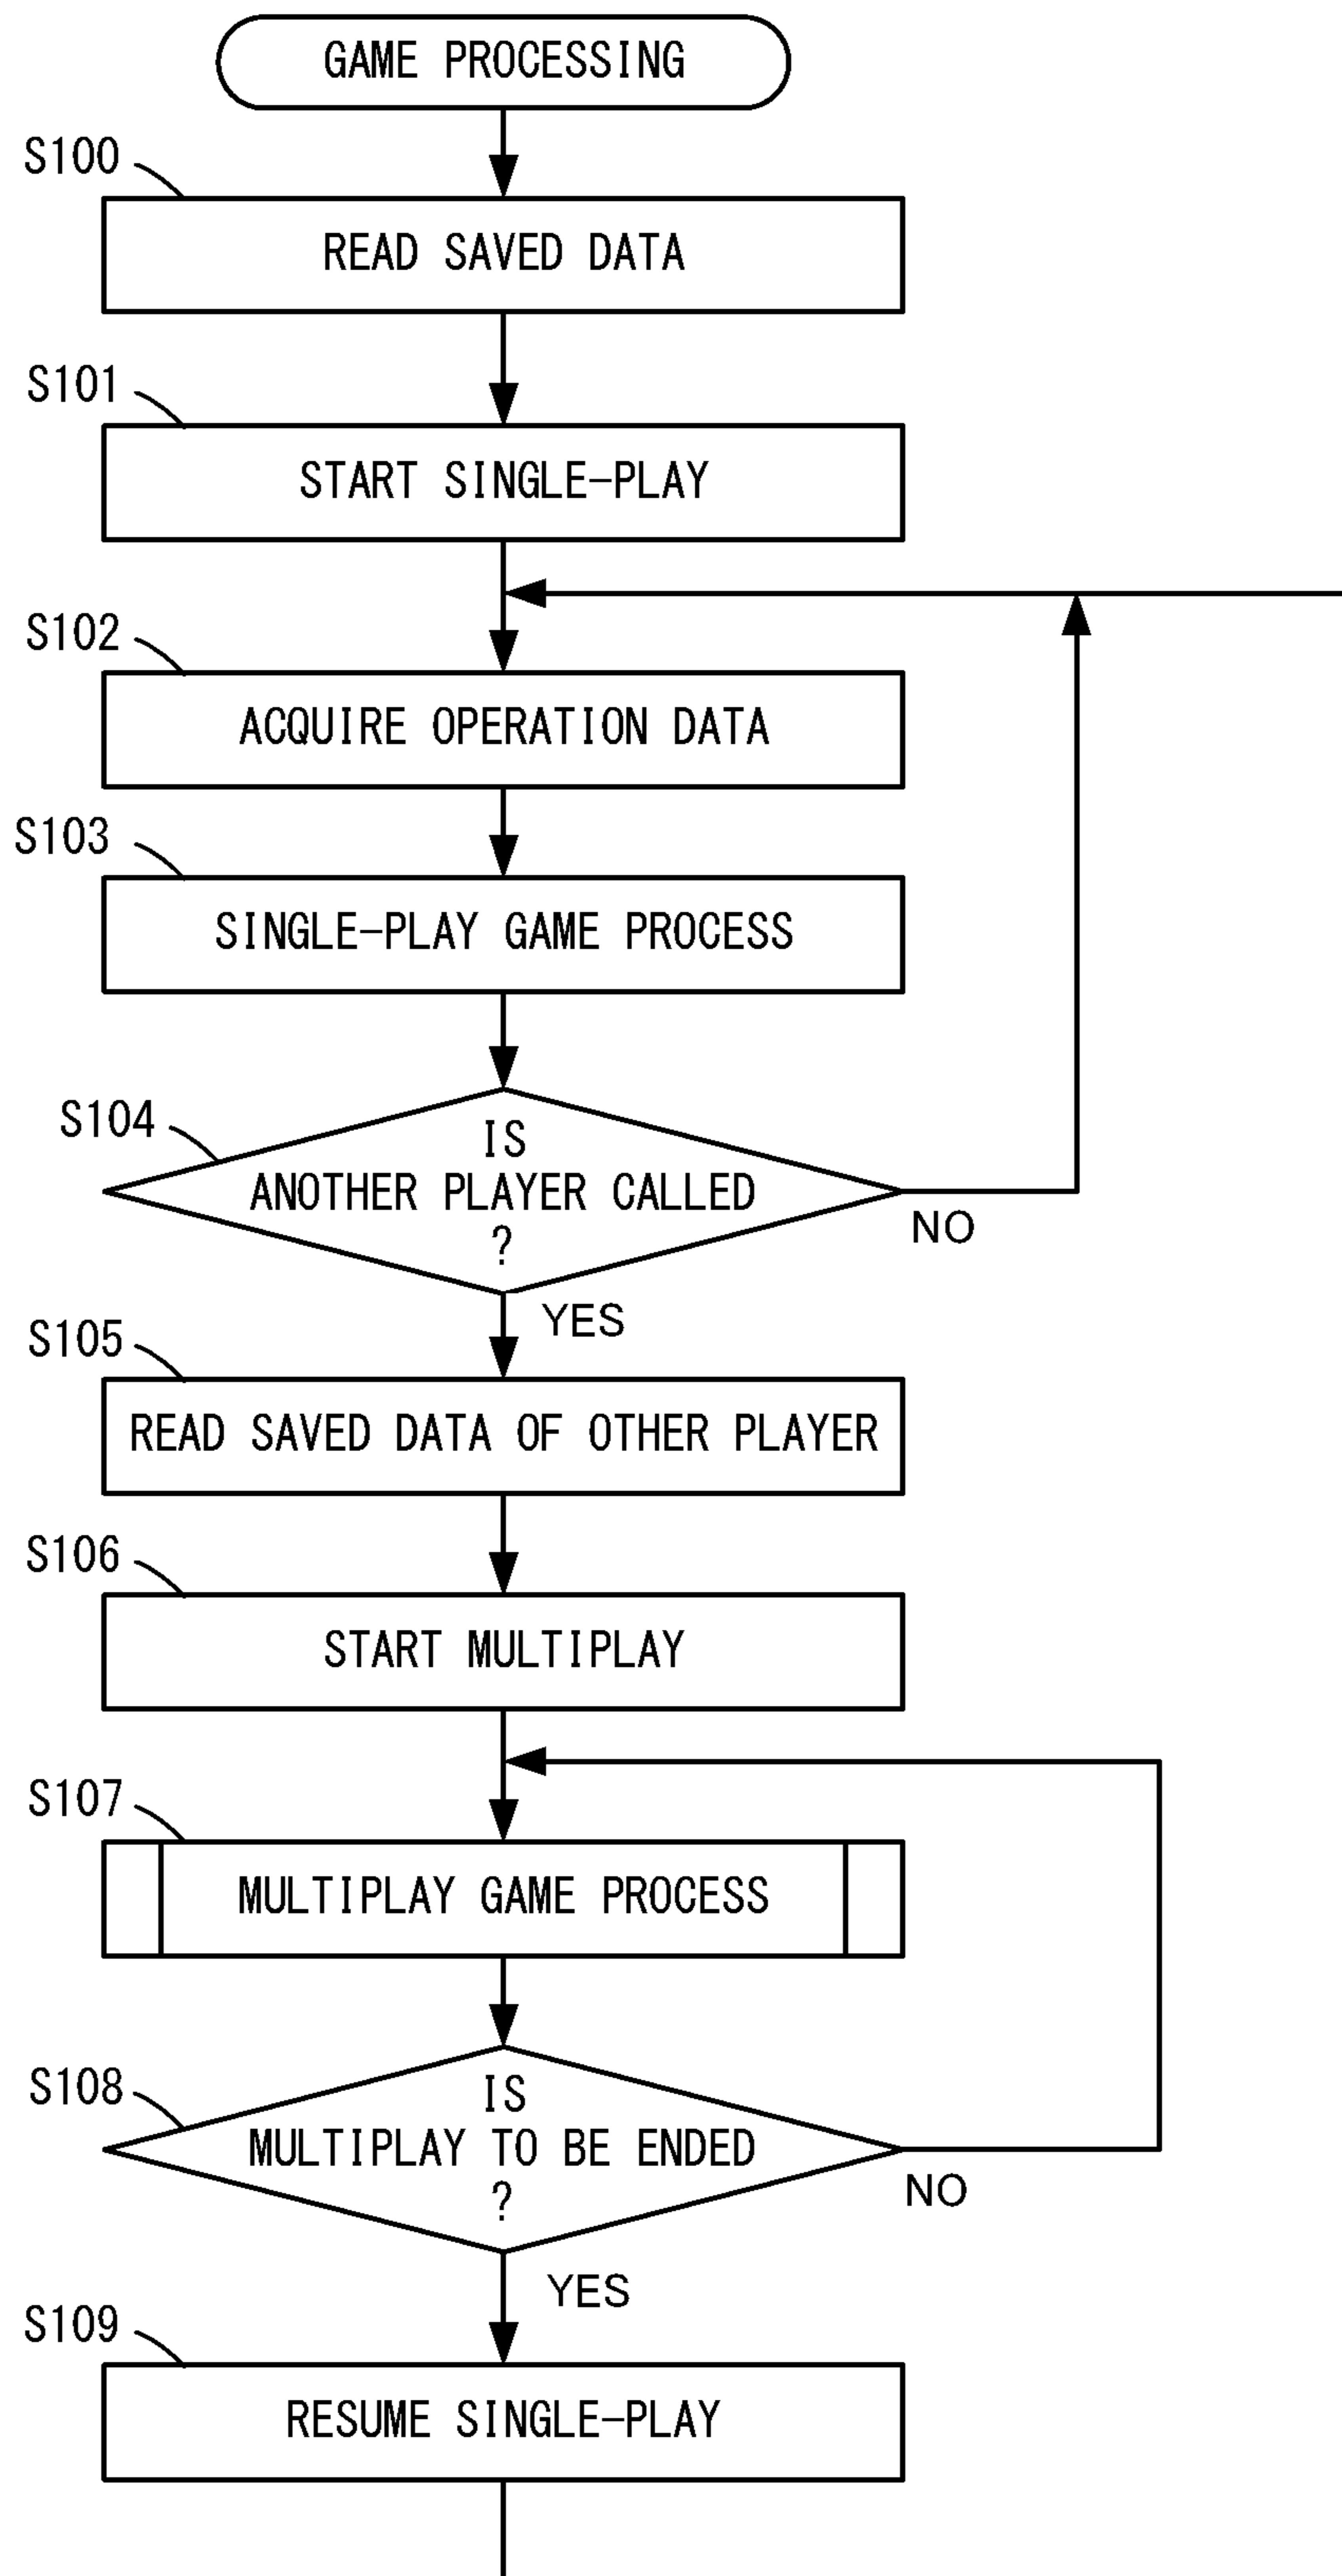 GAME PROCESSING
S100
READ SAVED DATA
S101
START SINGLE-PLAY
S102
ACQUIRE OPERATION DATA
S103
SINGLE-PLAY GAME PROCESS
S104
IS
ANOTHER PLAYER CALLED
?
NO
YES
S105
READ SAVED DATA OF OTHER PLAYER
S106
START MULTIPLAY
S107
MULTIPLAY GAME PROCESS
S108
IS
MULTIPLAY TO BE ENDED
?
NO
YES
S109
RESUME SINGLE-PLAY